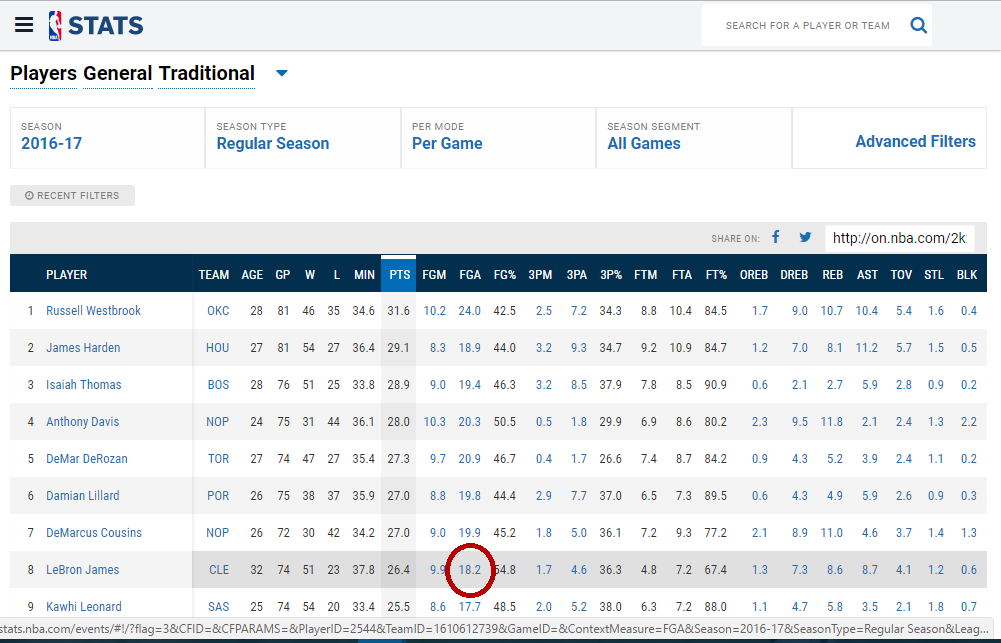 STATS
SEARCH FOR A PLAYER OR TEAM
Players General Traditional
SEASON SEASON TYPE PER MODE SEASON SEGMENT
2016-17 Regular Season Per Game All Games Advanced Filters
RECENT FILTERS
SHARE ON: http://on.nba.com/2k
PLAYER TEAM AGE GP W L MIN PTS FGM FGA FG% 3PM 3PA 3P% FTM FTA FT% OREB DREB REB AST TOV STL BLK
1 Russell Westbrook OKC 28 81 46 35 34.6 31.6 10.2 24.0 42.5 2.5 7.2 34.3 8.8 10.4 84.5 1.7 9.0 10.7 10.4 5.4 1.6 0.4
2 James Harden HOU 27 81 54 27 36.4 29.1 8.3 18.9 44.0 3.2 9.3 34.7 9.2 10.9 84.7 1.2 7.0 8.1 11.2 5.7 1.5 0.5
3 Isaiah Thomas BOS 28 76 51 25 33.8 28.9 9.0 19.4 46.3 3.2 8.5 37.9 7.8 8.5 90.9 0.6 2.1 2.7 5.9 2.8 0.9 0.2
4 Anthony Davis NOP 24 75 31 44 36.1 28.0 10.3 20.3 50.5 0.5 1.8 29.9 6.9 8.6 80.2 2.3 9.5 11.8 2.1 2.4 1.3 2.2
5 DeMar DeRozan TOR 27 74 47 27 35.4 27.3 9.7 20.9 46.7 0.4 1.7 26.6 7.4 8.7 84.2 0.9 4.3 5.2 3.9 2.4 1.1 0.2
6 Damian Lillard POR 26 75 38 37 35.9 27.0 8.8 19.8 44.4 2.9 7.7 37.0 6.5 7.3 89.5 0.6 4.3 4.9 5.9 2.6 0.9 0.3
7 DeMarcus Cousins NOP 26 72 30 42 34.2 27.0 9.0 19.9 45.2 1.8 5.0 36.1 7.2 9.3 77.2 2.1 8.9 11.0 4.6 3.7 1.4 1.3
8 LeBron James CLE 32 74 51 23 37.8 26.4 9.9 18.2 54.8 1.7 4.6 36.3 4.8 7.2 67.4 1.3 7.3 8.6 8.7 4.1 1.2 0.6
9 Kawhi Leonard SAS 25 74 54 20 33.4 25.5 8.6 17.7 48.5 2.0 5.2 38.0 6.3 7.2 88.0 1.1 4.7 5.8 3.5 2.1 1.8 0.7
stats.nba.com/events/#!/?flag=3&CFID=&CFPARAMS=&PlayerID=2544&TeamID=1610612739&GameID=&ContextMeasure=FGA&Season=2016-17&SeasonType=Regular Season&Leag...